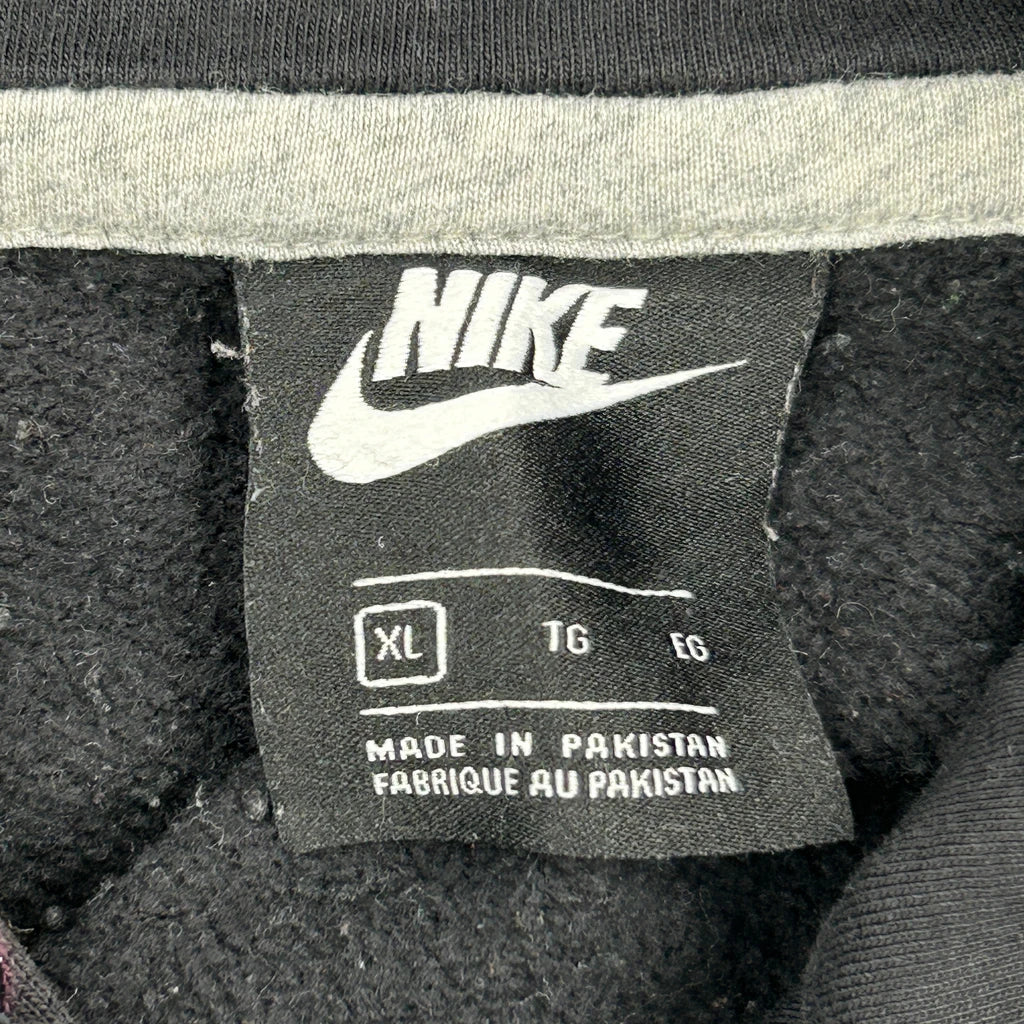 NIKE
XL TG EG
MADE IN PAKISTAN
FABRIQUE AU PAKISTAN